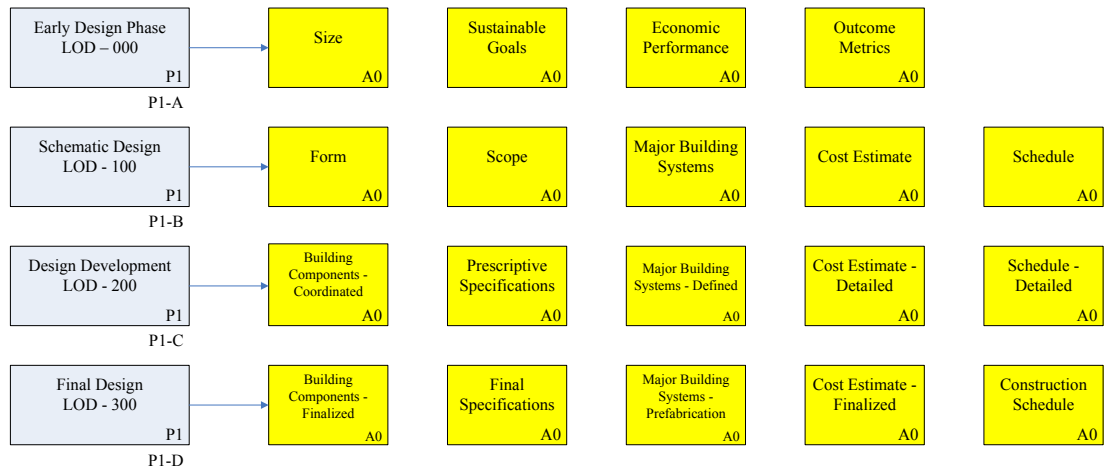 Early Design Phase
LOD – 000
P1
P1-A
Size
A0
Sustainable
Goals
A0
Economic
Performance
A0
Outcome
Metrics
A0
Schematic Design
LOD - 100
P1
P1-B
Form
A0
Scope
A0
Major Building
Systems
A0
Cost Estimate
A0
Schedule
A0
Design Development
LOD - 200
P1
P1-C
Building
Components -
Coordinated
A0
Prescriptive
Specifications
A0
Major Building
Systems - Defined
A0
Cost Estimate -
Detailed
A0
Schedule -
Detailed
A0
Final Design
LOD - 300
P1
P1-D
Building
Components -
Finalized
A0
Final
Specifications
A0
Major Building
Systems -
Prefabrication
A0
Cost Estimate -
Finalized
A0
Construction
Schedule
A0